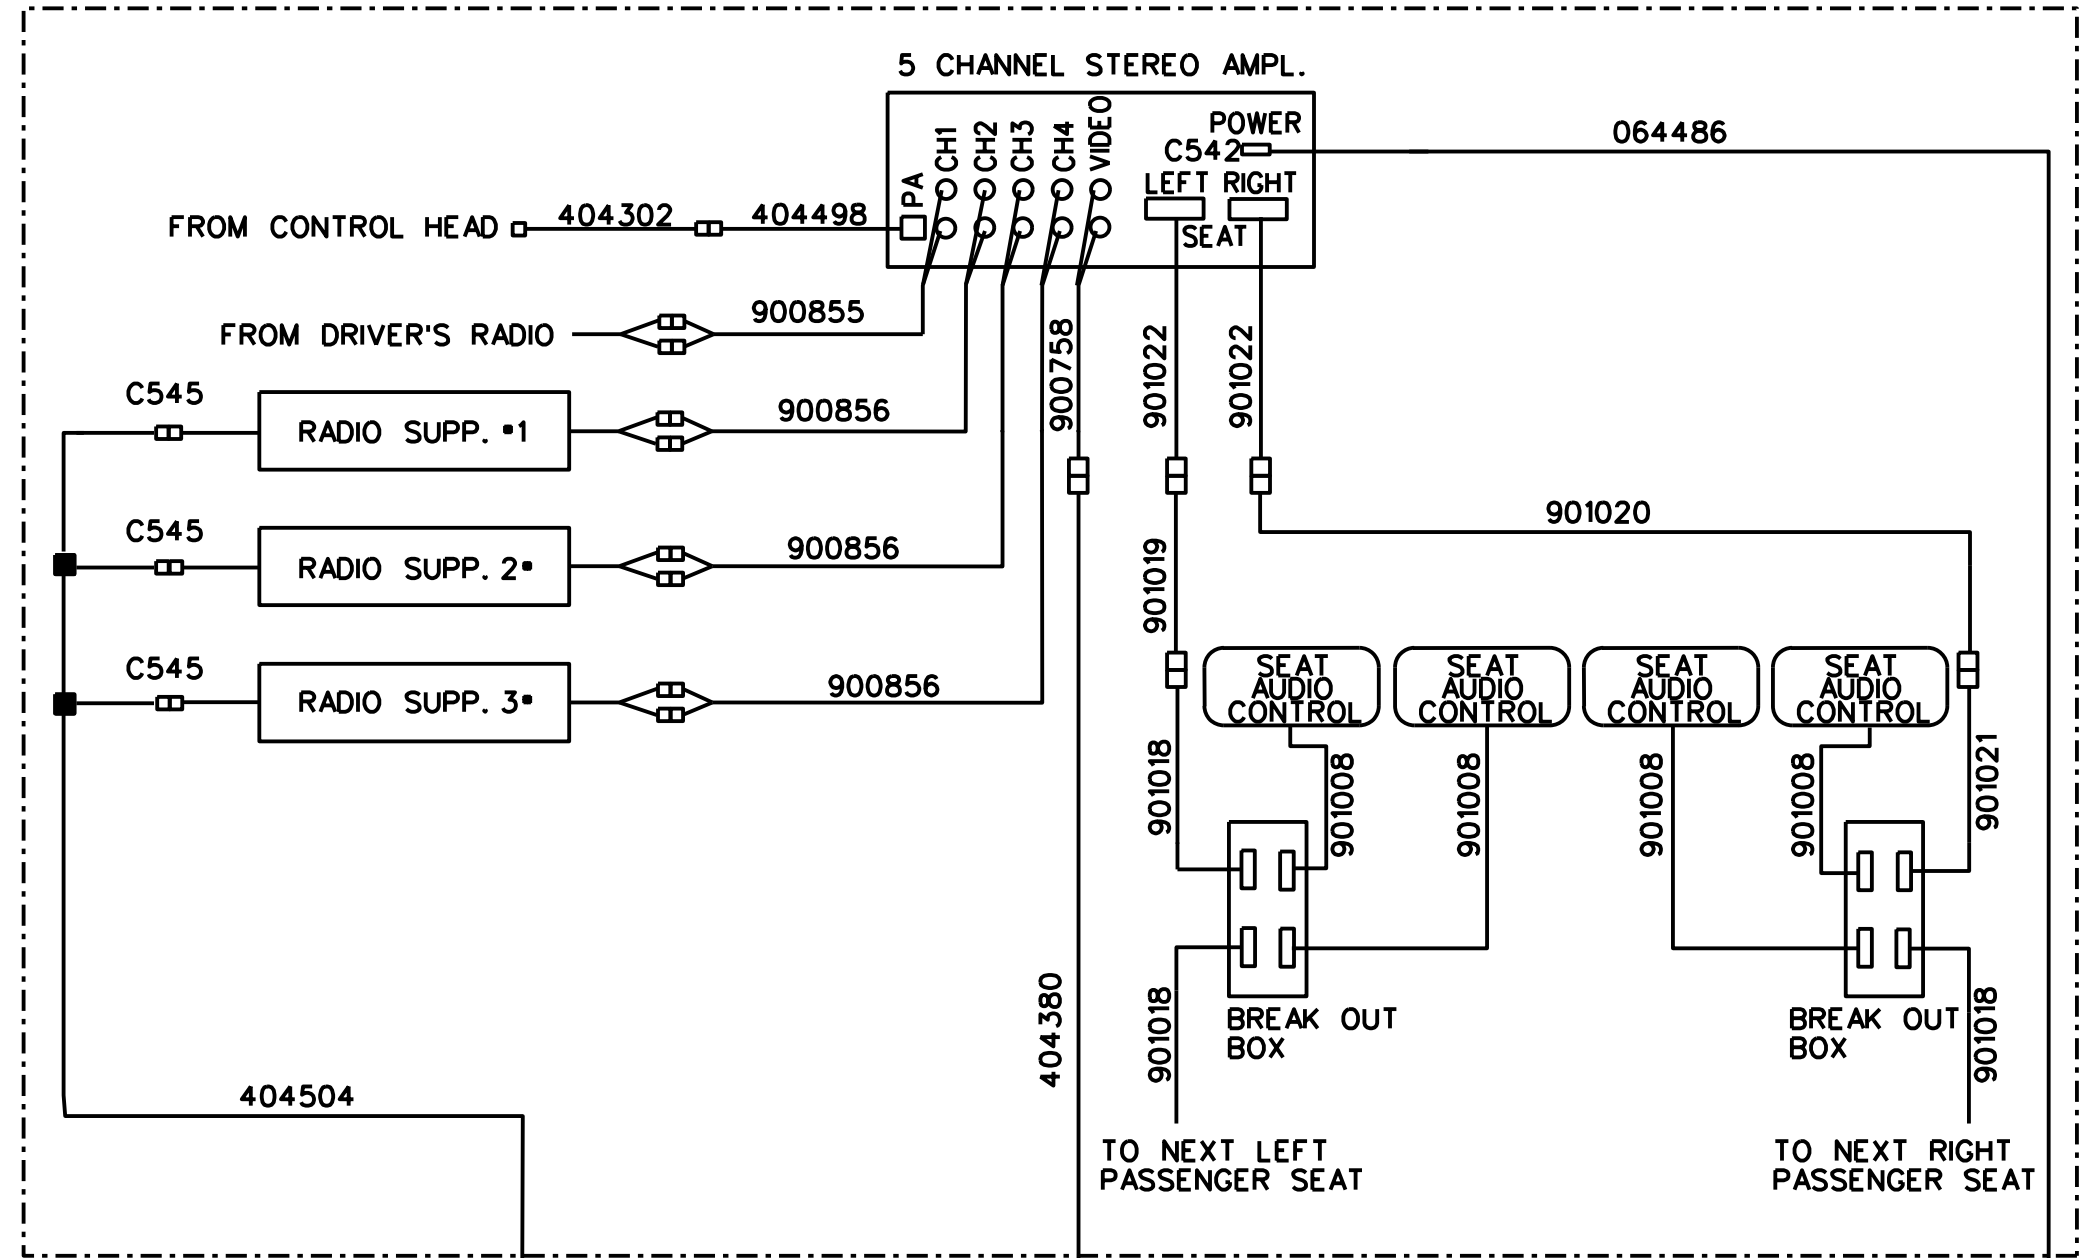 5 CHANNEL STEREO AMPL.
PA
CH1
CH2
CH3
CH4
VIDEO
POWER
C542
LEFT RIGHT
SEAT
064486
FROM CONTROL HEAD
404302
404498
FROM DRIVER'S RADIO
900855
900758
901022
901022
C545
RADIO SUPP. *1
900856
901020
C545
RADIO SUPP. 2*
900856
901019
C545
RADIO SUPP. 3*
900856
SEAT
AUDIO
CONTROL
SEAT
AUDIO
CONTROL
SEAT
AUDIO
CONTROL
SEAT
AUDIO
CONTROL
901018
901008
901008
901008
901008
901021
404380
901018
BREAK OUT
BOX
BREAK OUT
BOX
901018
404504
TO NEXT LEFT
PASSENGER SEAT
TO NEXT RIGHT
PASSENGER SEAT